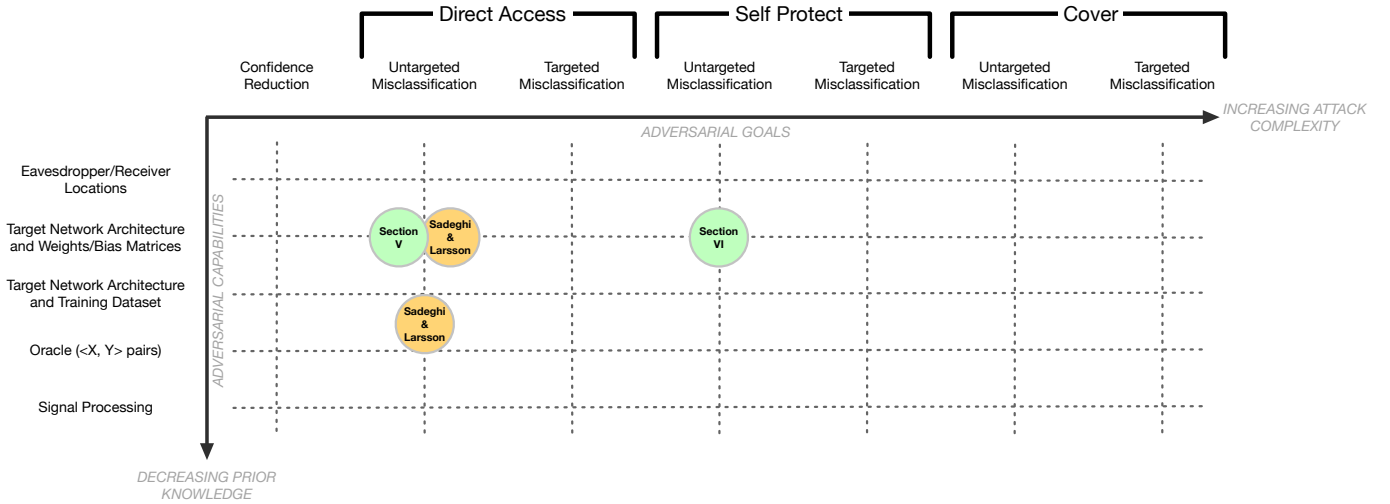 Direct Access
Self Protect
Cover
Confidence
Reduction
Untargeted
Misclassification
Targeted
Misclassification
Untargeted
Misclassification
Targeted
Misclassification
Untargeted
Misclassification
Targeted
Misclassification
INCREASING ATTACK
COMPLEXITY
ADVERSARIAL GOALS
ADVERSARIAL CAPABILITIES
Eavesdropper/Receiver
Locations
Target Network Architecture
and Weights/Bias Matrices
Section
V
Sadeghi
&
Larsson
Section
VI
Target Network Architecture
and Training Dataset
Sadeghi
&
Larsson
Oracle (<X, Y> pairs)
Signal Processing
DECREASING PRIOR
KNOWLEDGE